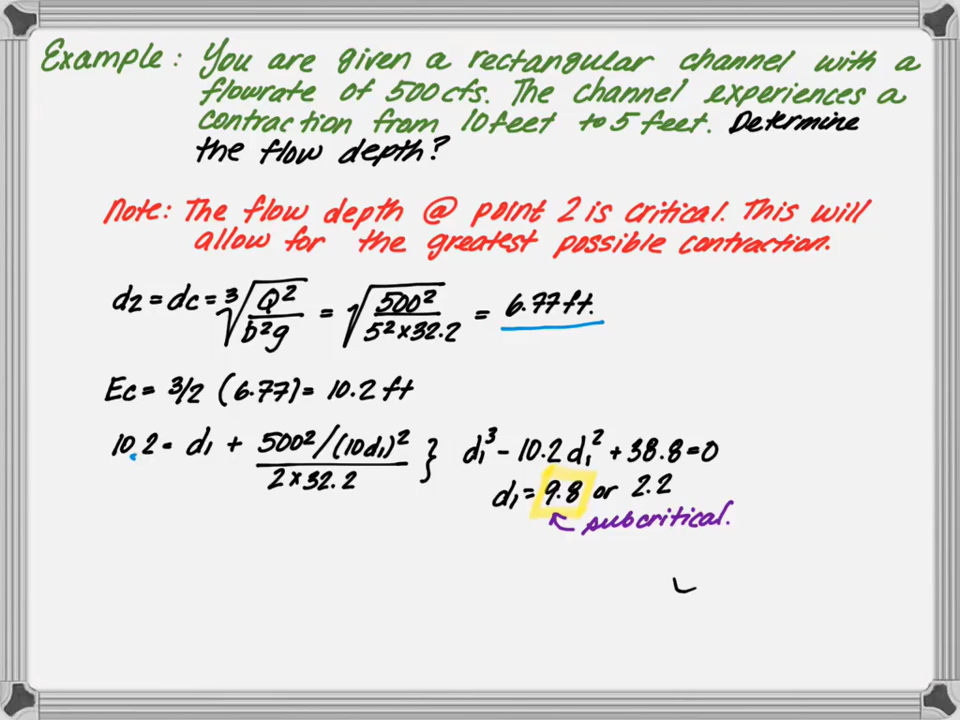 Example: You are given a rectangular channel with a
flowrate of 500 cfs. The channel experiences a
contraction from 10 feet to 5 feet. Determine
the flow depth?
Note: The flow depth @ point 2 is critical. This will
allow for the greatest possible contraction.
d2 = dc = ³√(Q²/b²g) = √(500²/5²×32.2) = 6.77 ft.
Ec = 3/2 (6.77) = 10.2 ft
10.2 = d₁ + 500²/(10d₁)² / 2×32.2 } d₁³ - 10.2 d₁² + 38.8 = 0
d₁ = 9.8 or 2.2
← subcritical.